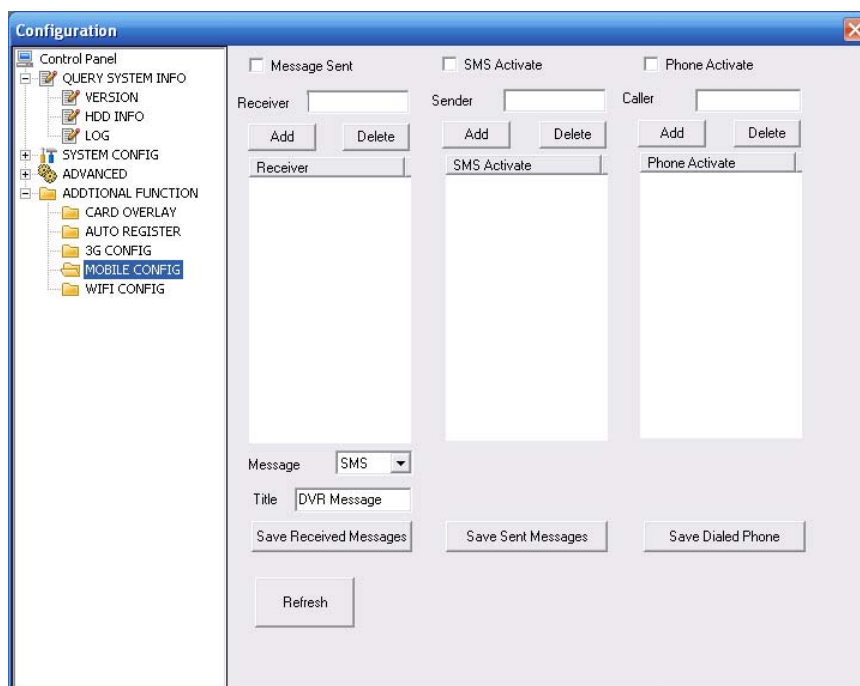 Configuration
Control Panel
QUERY SYSTEM INFO
VERSION
HDD INFO
LOG
SYSTEM CONFIG
ADVANCED
ADDTIONAL FUNCTION
CARD OVERLAY
AUTO REGISTER
3G CONFIG
MOBILE CONFIG
WIFI CONFIG
Message Sent
Receiver
Add Delete
Receiver
Message SMS
Title DVR Message
Save Received Messages
Refresh
SMS Activate
Sender
Add Delete
SMS Activate
Save Sent Messages
Phone Activate
Caller
Add Delete
Phone Activate
Save Dialed Phone